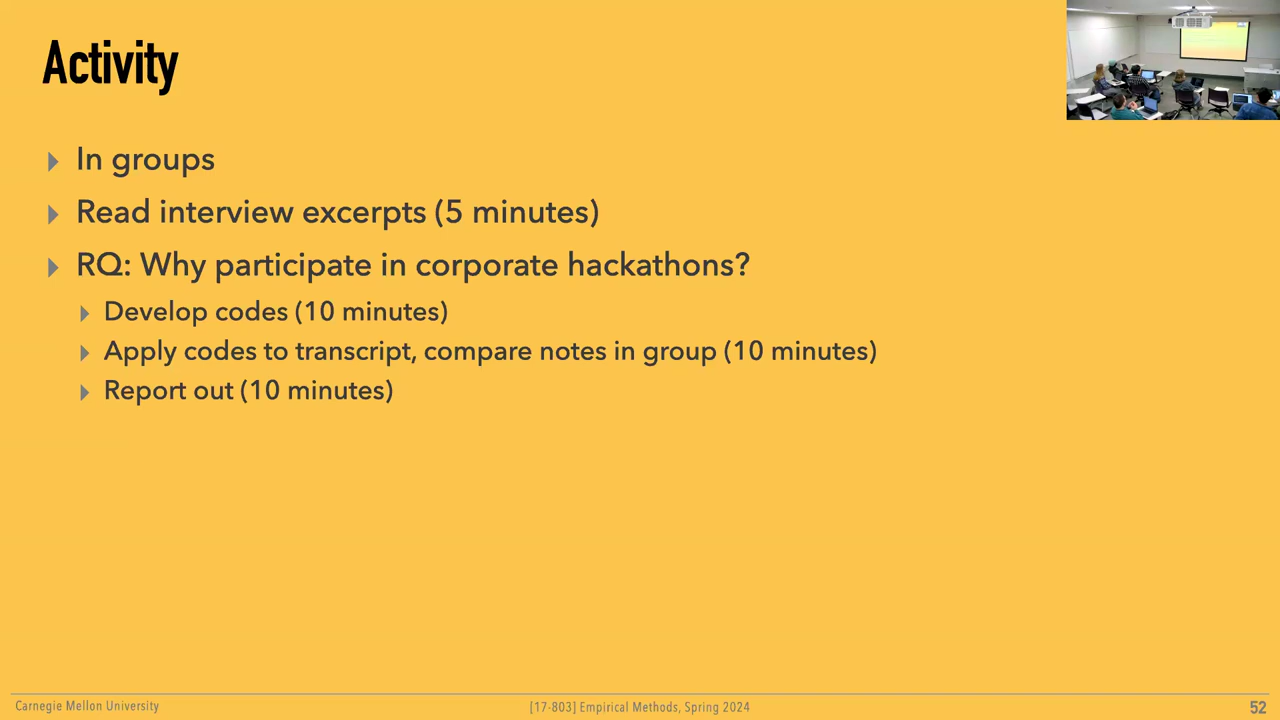 Activity
In groups
Read interview excerpts (5 minutes)
RQ: Why participate in corporate hackathons?
Develop codes (10 minutes)
Apply codes to transcript, compare notes in group (10 minutes)
Report out (10 minutes)
Carnegie Mellon University
[17-803] Empirical Methods, Spring 2024
52